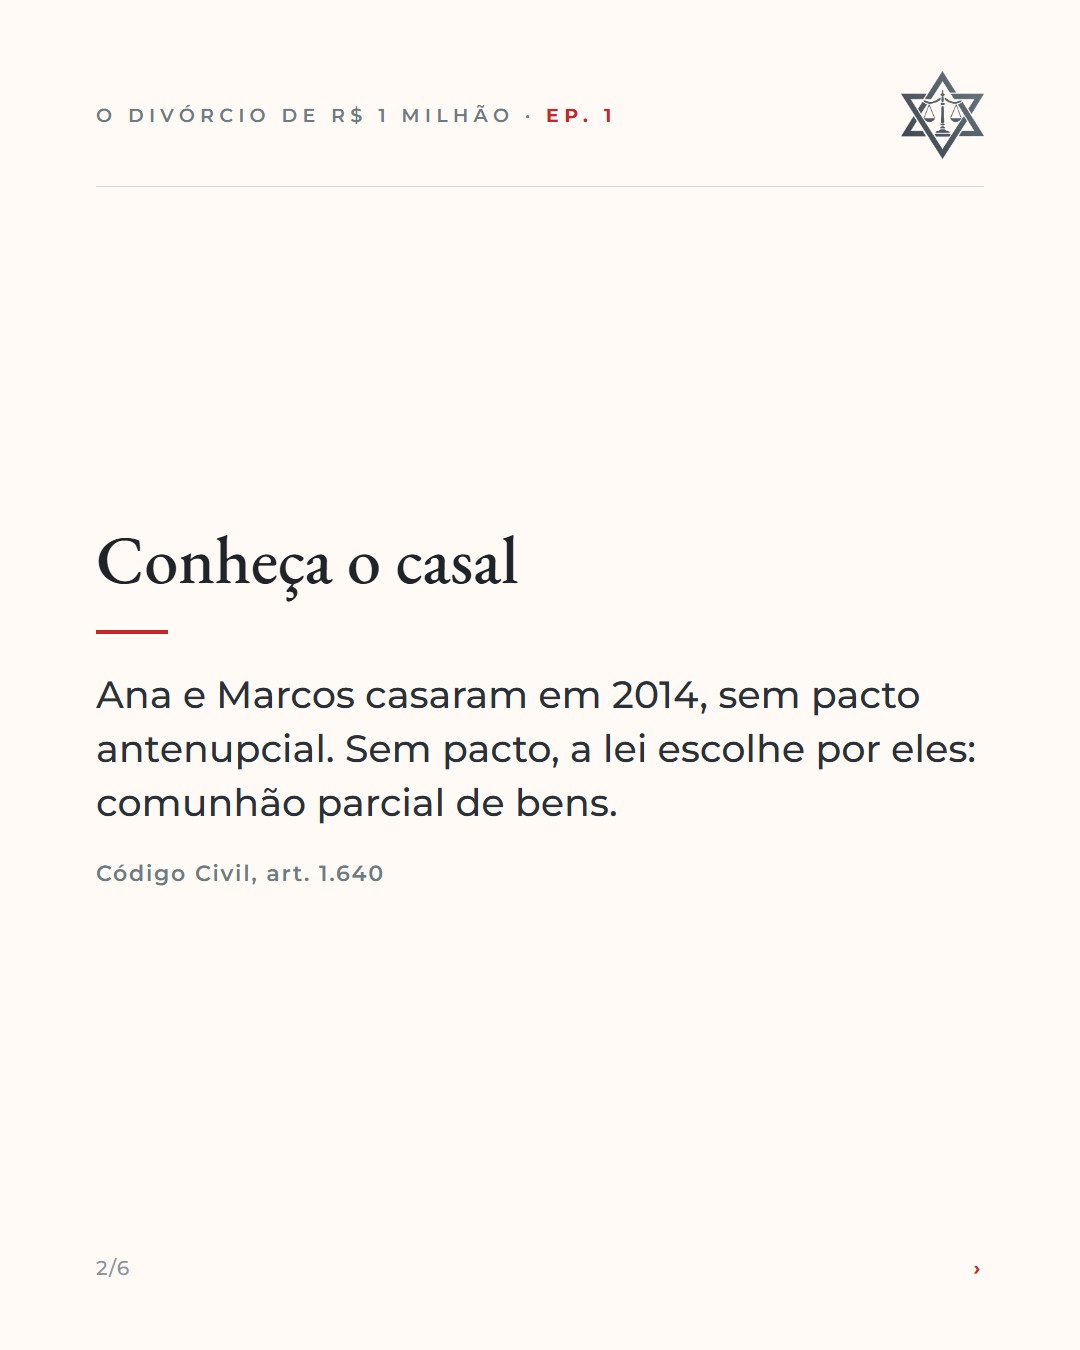 O DIVÓRCIO DE R$ 1 MILHÃO · EP. 1
Conheça o casal
Ana e Marcos casaram em 2014, sem pacto
antenupcial. Sem pacto, a lei escolhe por eles:
comunhão parcial de bens.
Código Civil, art. 1.640
2/6 ›